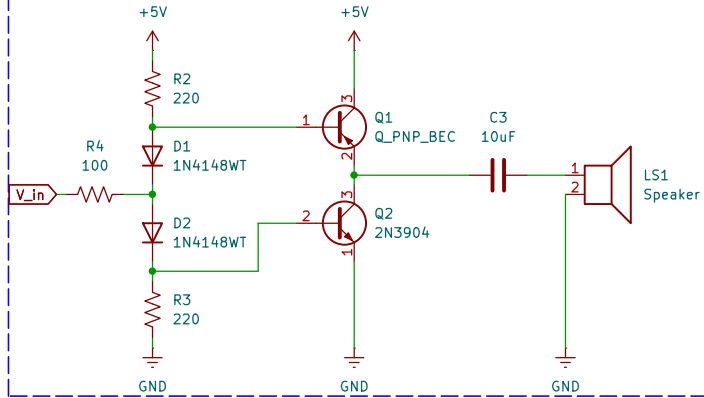 +5V
+5V
R2
220
R4
100
D1
1N4148WT
V_in
D2
1N4148WT
R3
220
3
1
Q1
Q_PNP_BEC
2
3
2
Q2
2N3904
1
C3
10uF
1
2
LS1
Speaker
GND
GND
GND